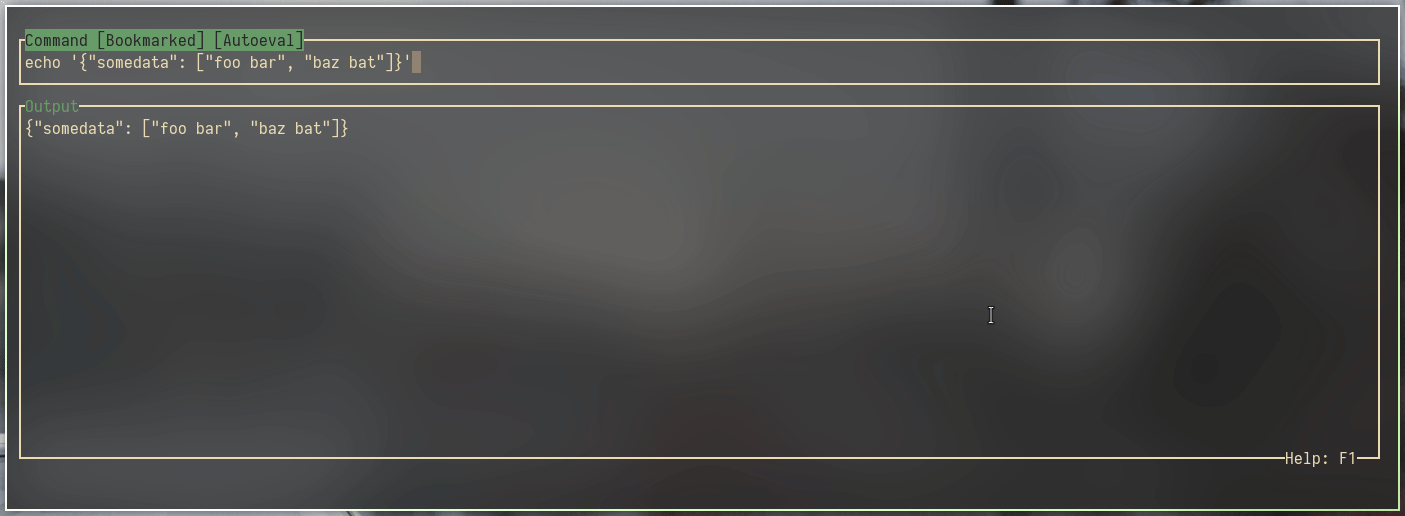 Command [Bookmarked] [Autoeval]
echo '{"somedata": ["foo bar", "baz bat"]}'
Output
{"somedata": ["foo bar", "baz bat"]}
Help: F1